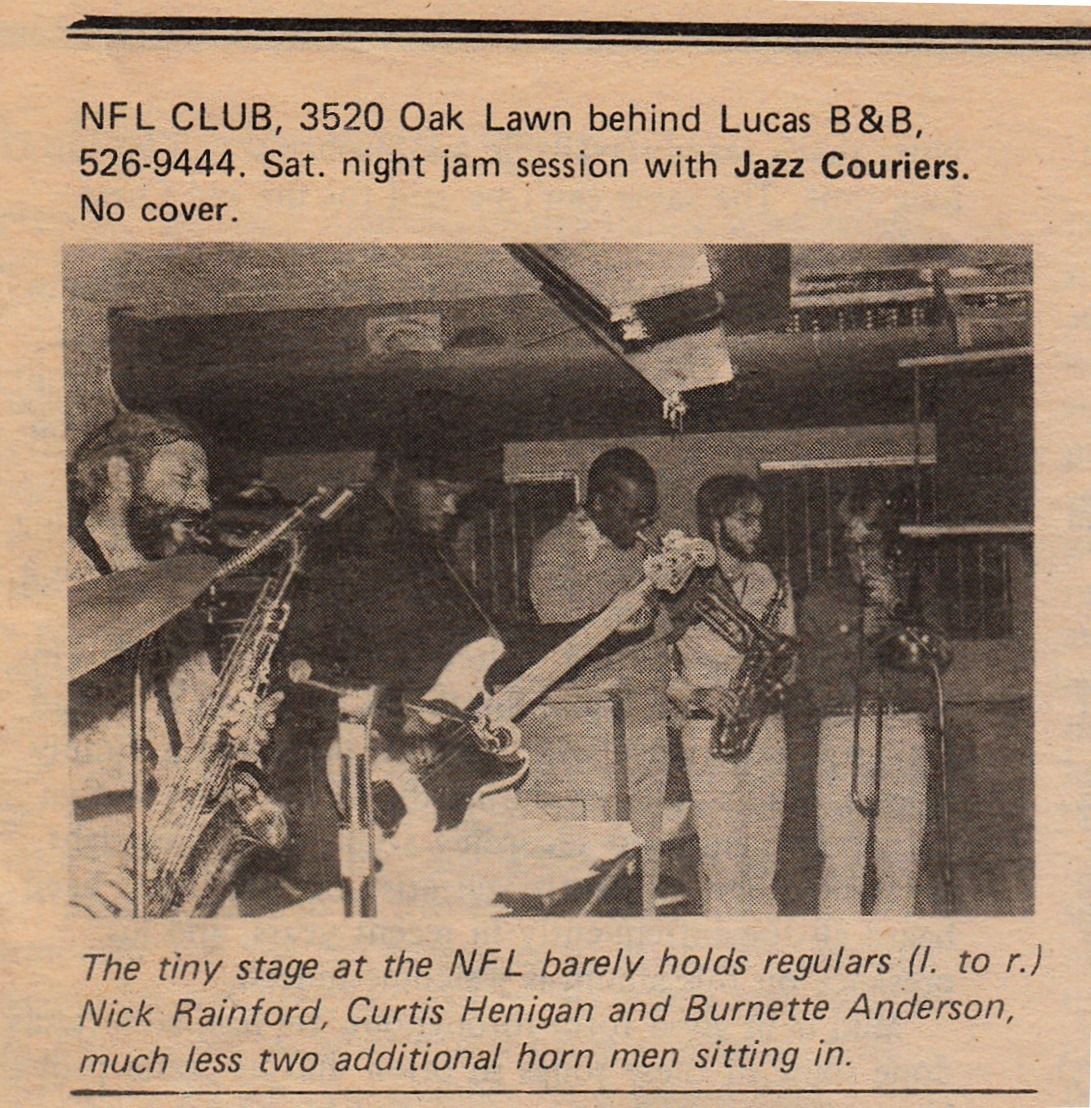 NFL CLUB, 3520 Oak Lawn behind Lucas B&B,
526-9444. Sat. night jam session with Jazz Couriers.
No cover.
The tiny stage at the NFL barely holds regulars (l. to r.)
Nick Rainford, Curtis Henigan and Burnette Anderson,
much less two additional horn men sitting in.